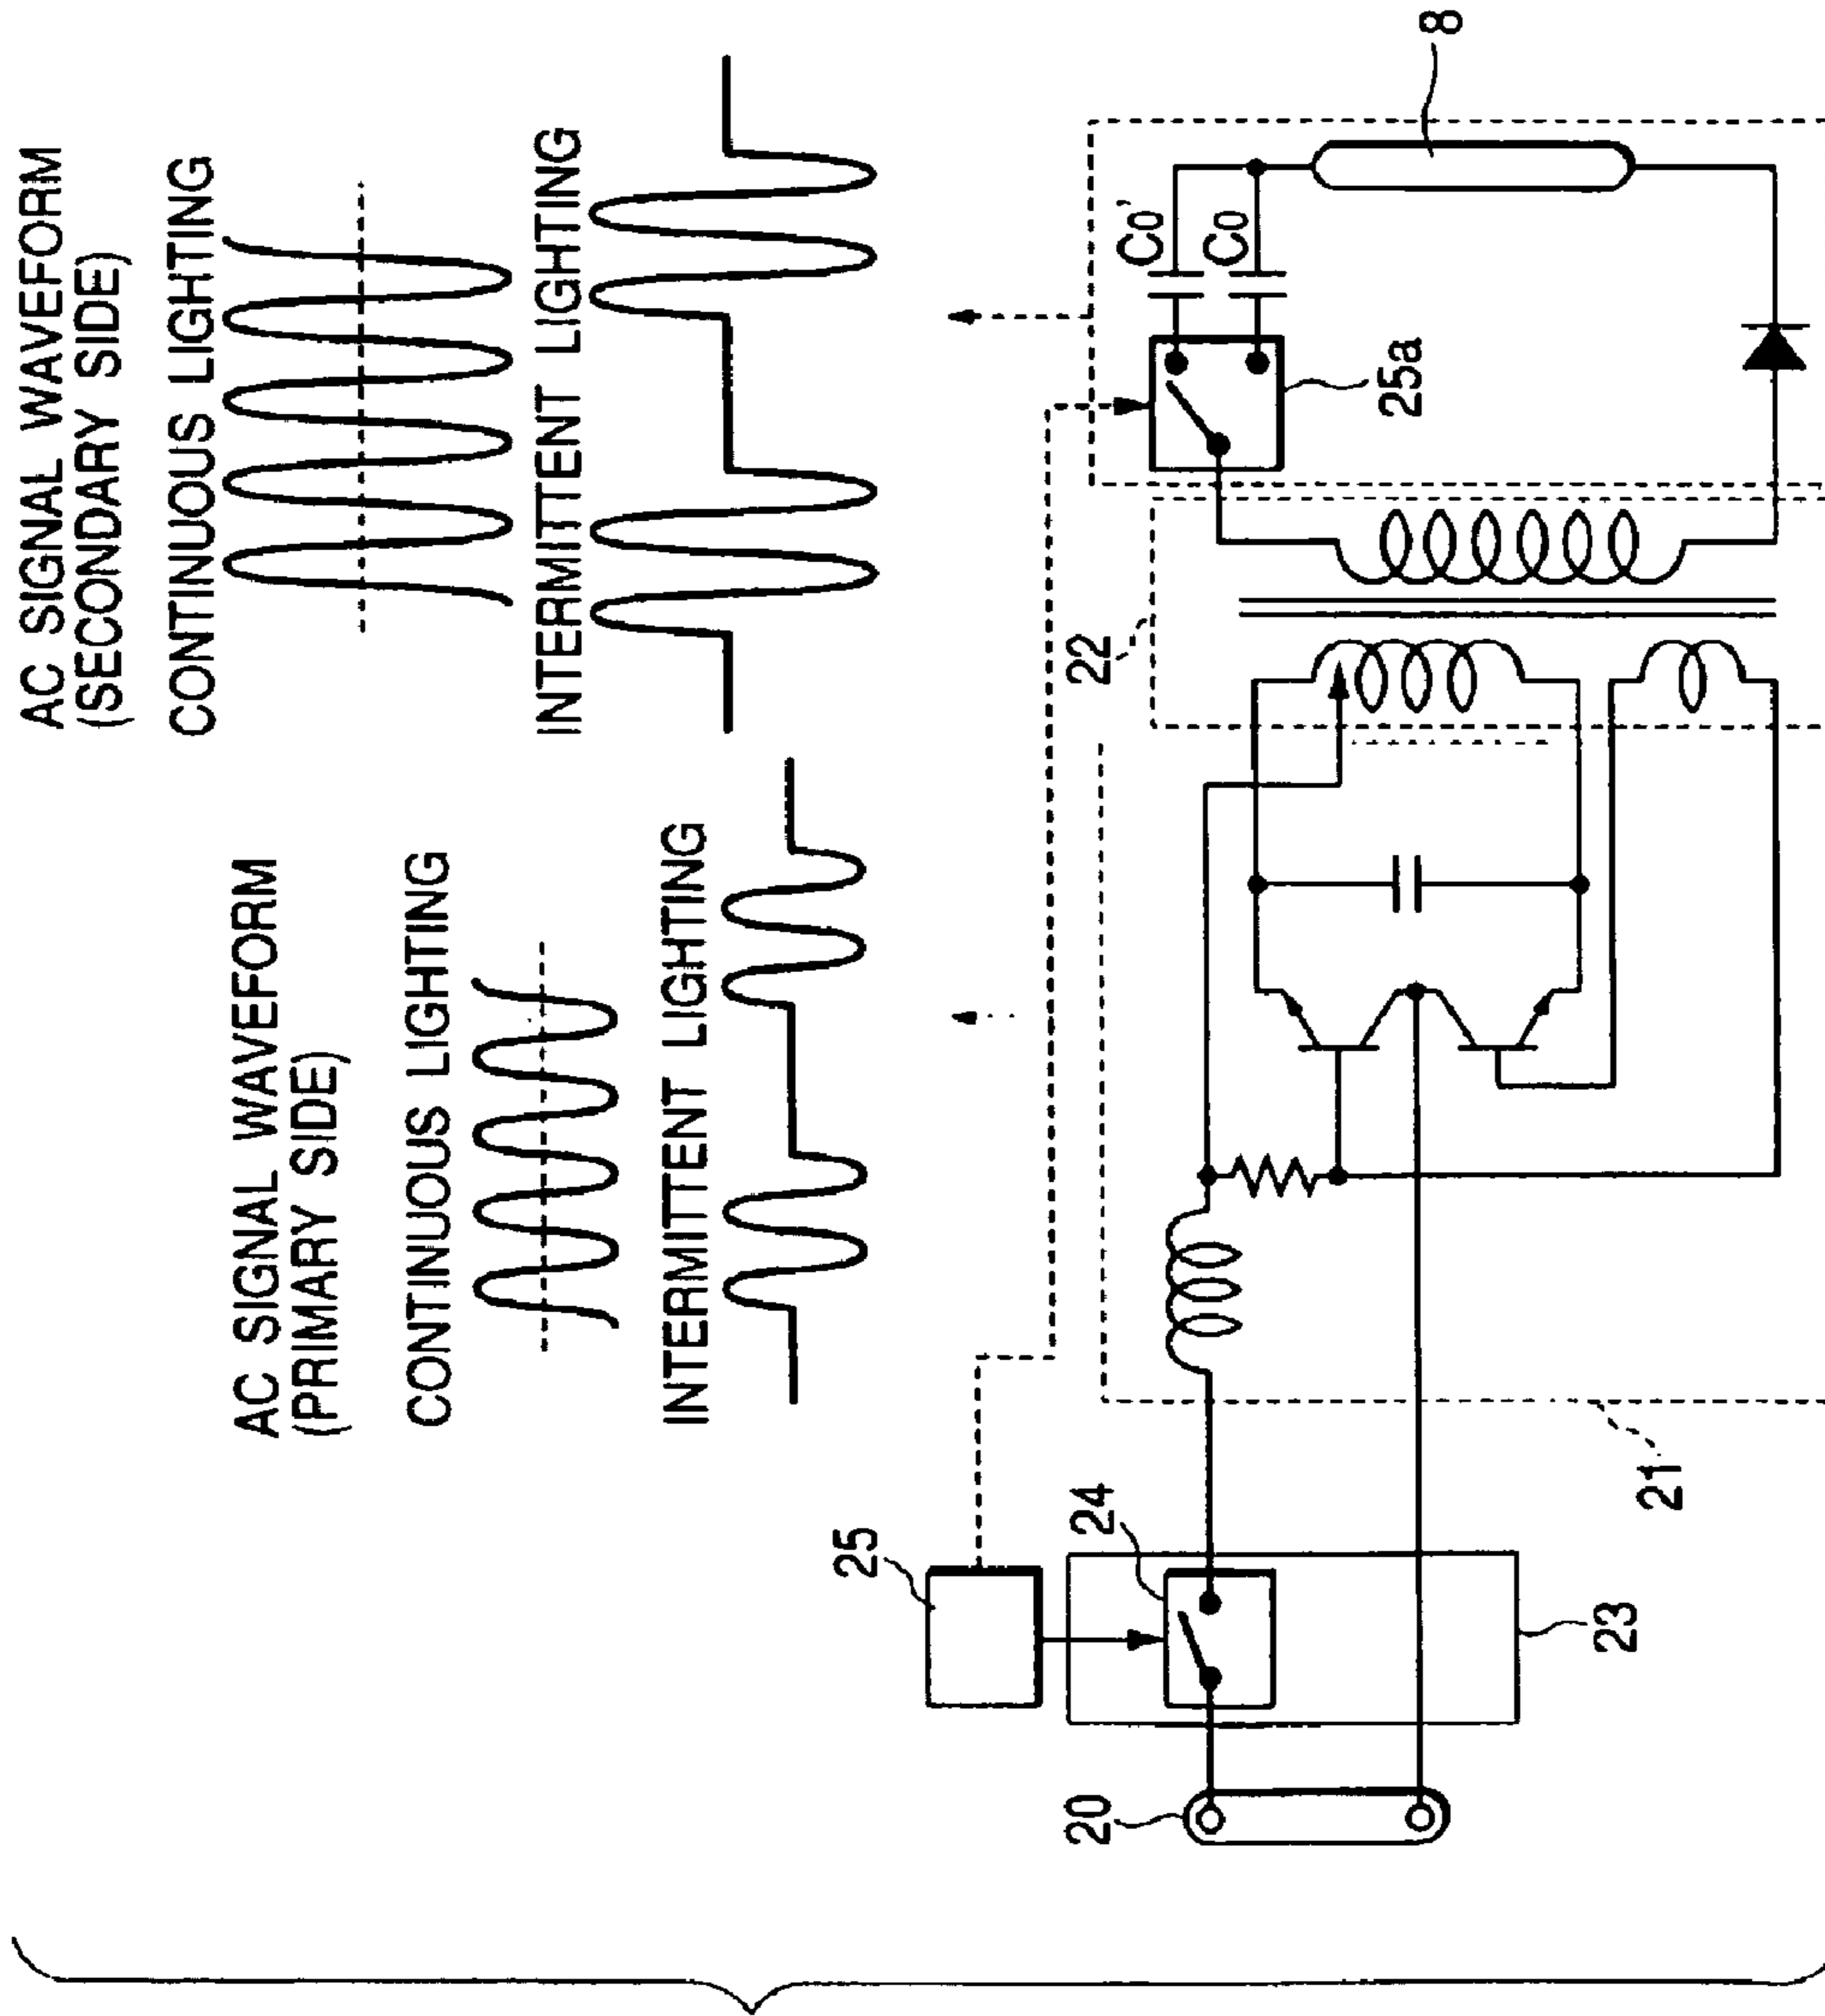 AC SIGNAL WAVEFORM
(SECONDARY SIDE)
CONTINUOUS LIGHTING
INTERMITTENT LIGHTING
AC SIGNAL WAVEFORM
(PRIMARY SIDE)
CONTINUOUS LIGHTING
INTERMITTENT LIGHTING
25
24
20
23
21
22
Co'
Co
25a
8